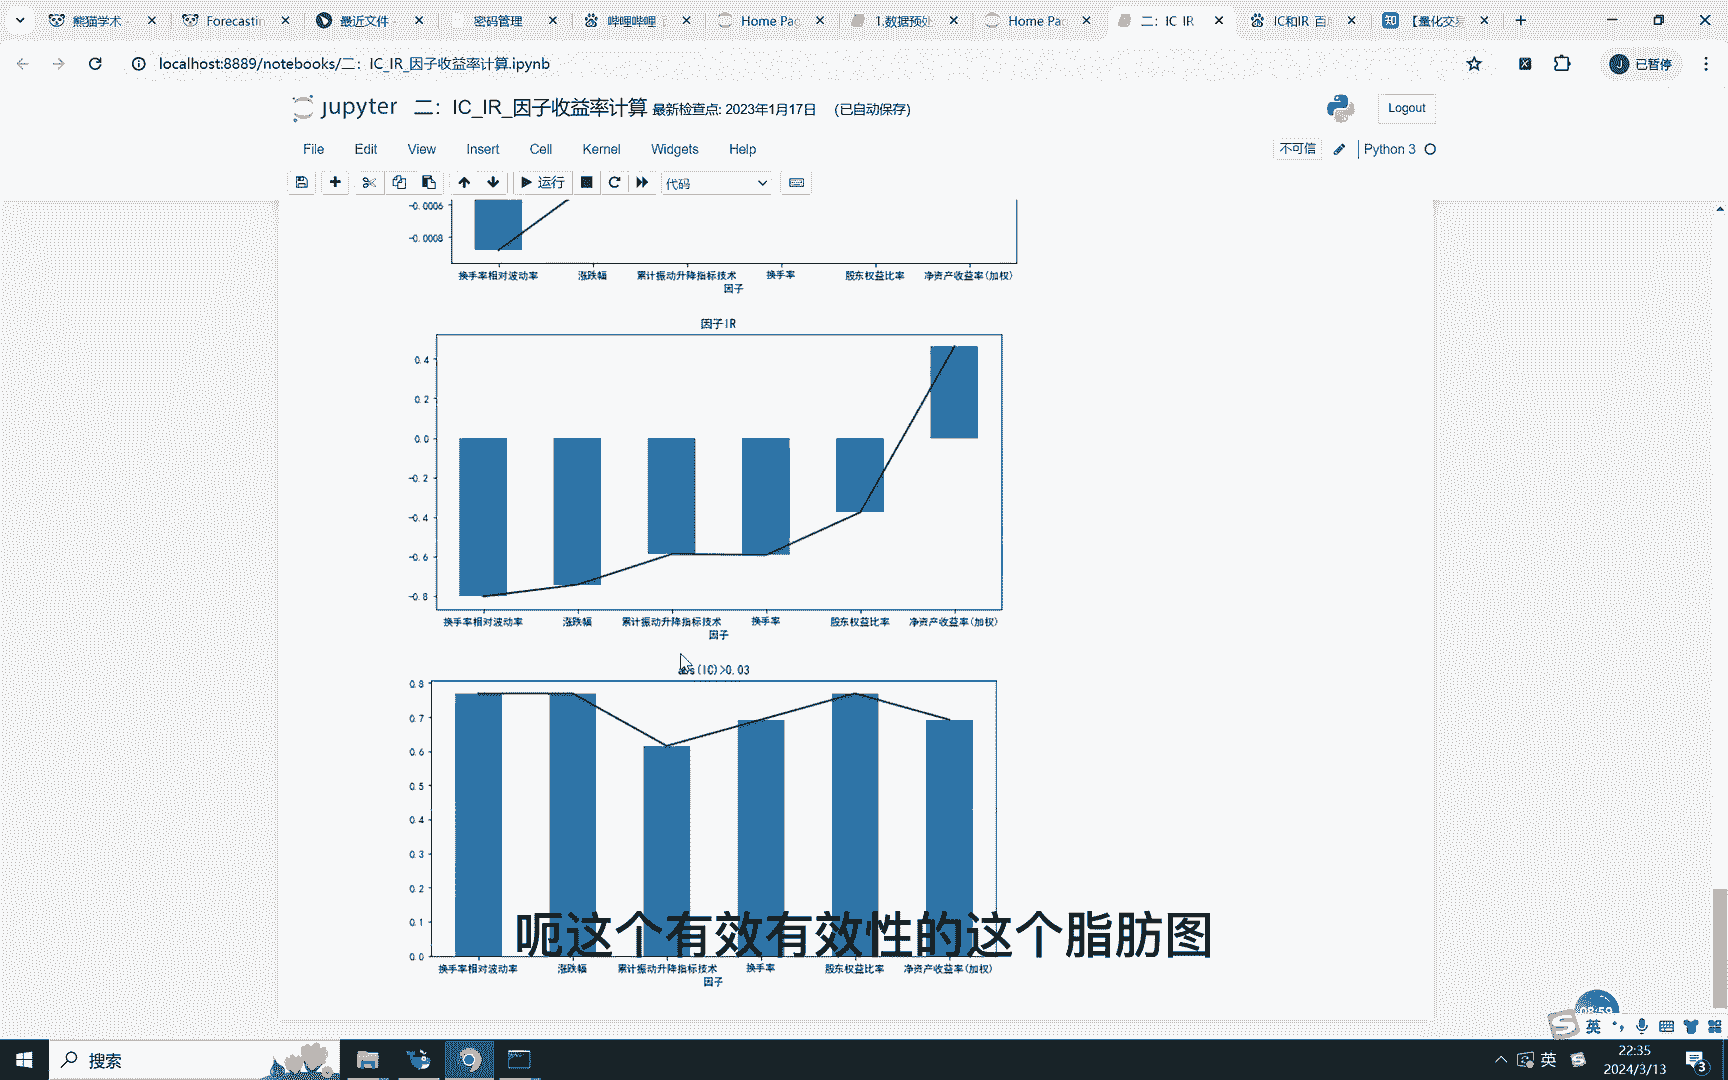 熊猫学术 -
Forecastin
最近文件 -
密码管理
哔哩哔哩
Home Pag
1.数据预处
Home Pag
二：IC_IR_
IC和IR_百度
【量化交易
localhost:8889/notebooks/二：IC_IR_因子收益率计算.ipynb
已暂停
jupyter 二：IC_IR_因子收益率计算 最新检查点: 2023年1月17日 (已自动保存)
Logout
File Edit View Insert Cell Kernel Widgets Help
不可信
Python 3
运行
代码
-0.0006
-0.0008
换手率相对波动率 涨跌幅 累计振动升降指标技术 换手率 股东权益比率 净资产收益率(加权)
因子
因子IR
0.4
0.2
0.0
-0.2
-0.4
-0.6
-0.8
换手率相对波动率 涨跌幅 累计振动升降指标技术 换手率 股东权益比率 净资产收益率(加权)
因子
abs(IC)>0.03
0.8
0.7
0.6
0.5
0.4
0.3
0.2
0.1
0.0
呃这个有效有效性的这个脂肪图
换手率相对波动率 涨跌幅 累计振动升降指标技术 换手率 股东权益比率 净资产收益率(加权)
因子
08:59
英
搜索
英
22:35
2024/3/13
3